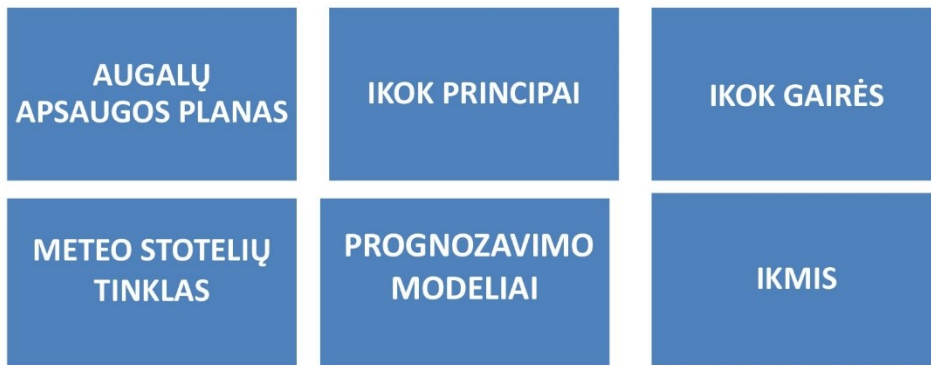 AUGALŲ
APSAUGOS PLANAS
IKOK PRINCIPAI
IKOK GAIRĖS
METEO STOTELIŲ
TINKLAS
PROGNOZAVIMO
MODELIAI
IKMIS